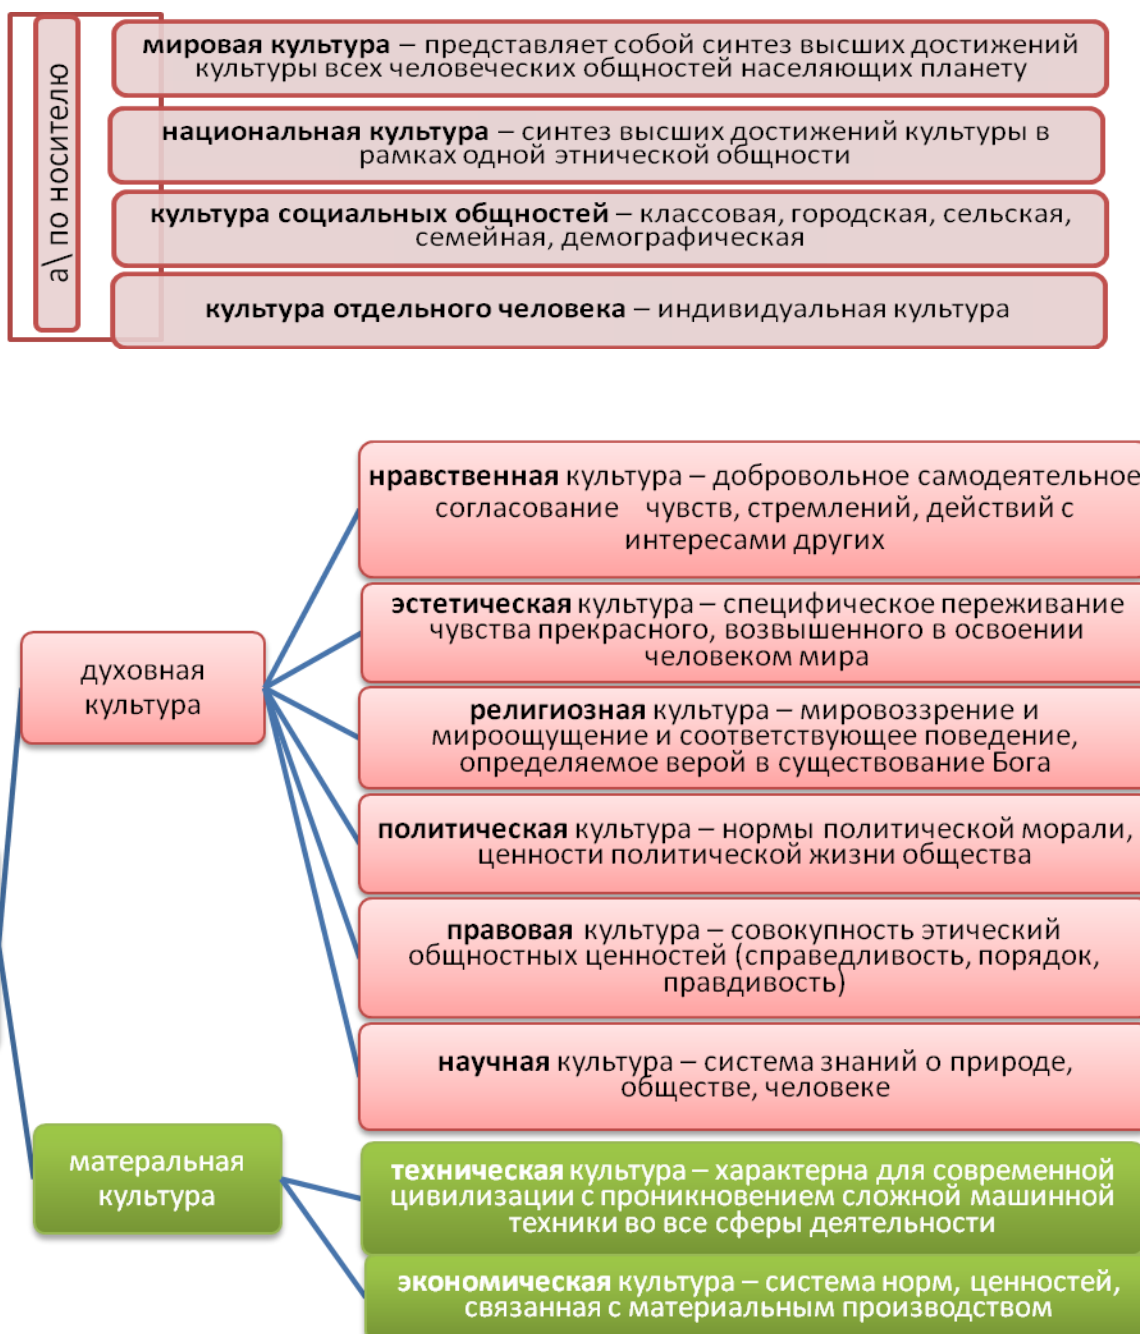 а\ по носителю
мировая культура – представляет собой синтез высших достижений
культуры всех человеческих общностей населяющих планету
национальная культура – синтез высших достижений культуры в
рамках одной этнической общности
культура социальных общностей – классовая, городская, сельская,
семейная, демографическая
культура отдельного человека – индивидуальная культура
духовная
культура
нравственная культура – добровольное самодеятельное
согласование чувств, стремлений, действий с
интересами других
эстетическая культура – специфическое переживание
чувства прекрасного, возвышенного в освоении
человеком мира
религиозная культура – мировоззрение и
мироощущение и соответствующее поведение,
определяемое верой в существование Бога
политическая культура – нормы политической морали,
ценности политической жизни общества
правовая культура – совокупность этический
общностных ценностей (справедливость, порядок,
правдивость)
научная культура – система знаний о природе,
обществе, человеке
матеральная
культура
техническая культура – характерна для современной
цивилизации с проникновением сложной машинной
техники во все сферы деятельности
экономическая культура – система норм, ценностей,
связанная с материальным производством